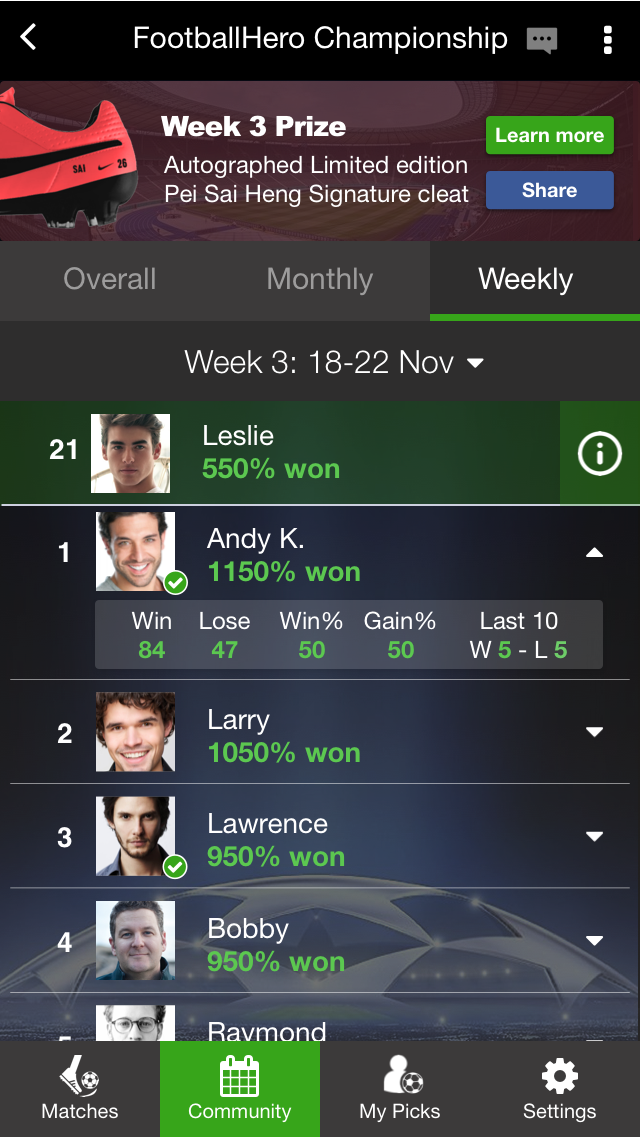 FootballHero Championship
Week 3 Prize
Autographed Limited edition
Pei Sai Heng Signature cleat
Learn more
Share
SAI 26
Overall Monthly Weekly
Week 3: 18-22 Nov
21 Leslie
550% won
1 Andy K.
1150% won
Win Lose Win% Gain% Last 10
84 47 50 50 W 5 - L 5
2 Larry
1050% won
3 Lawrence
950% won
4 Bobby
950% won
5 Raymond
Matches Community My Picks Settings